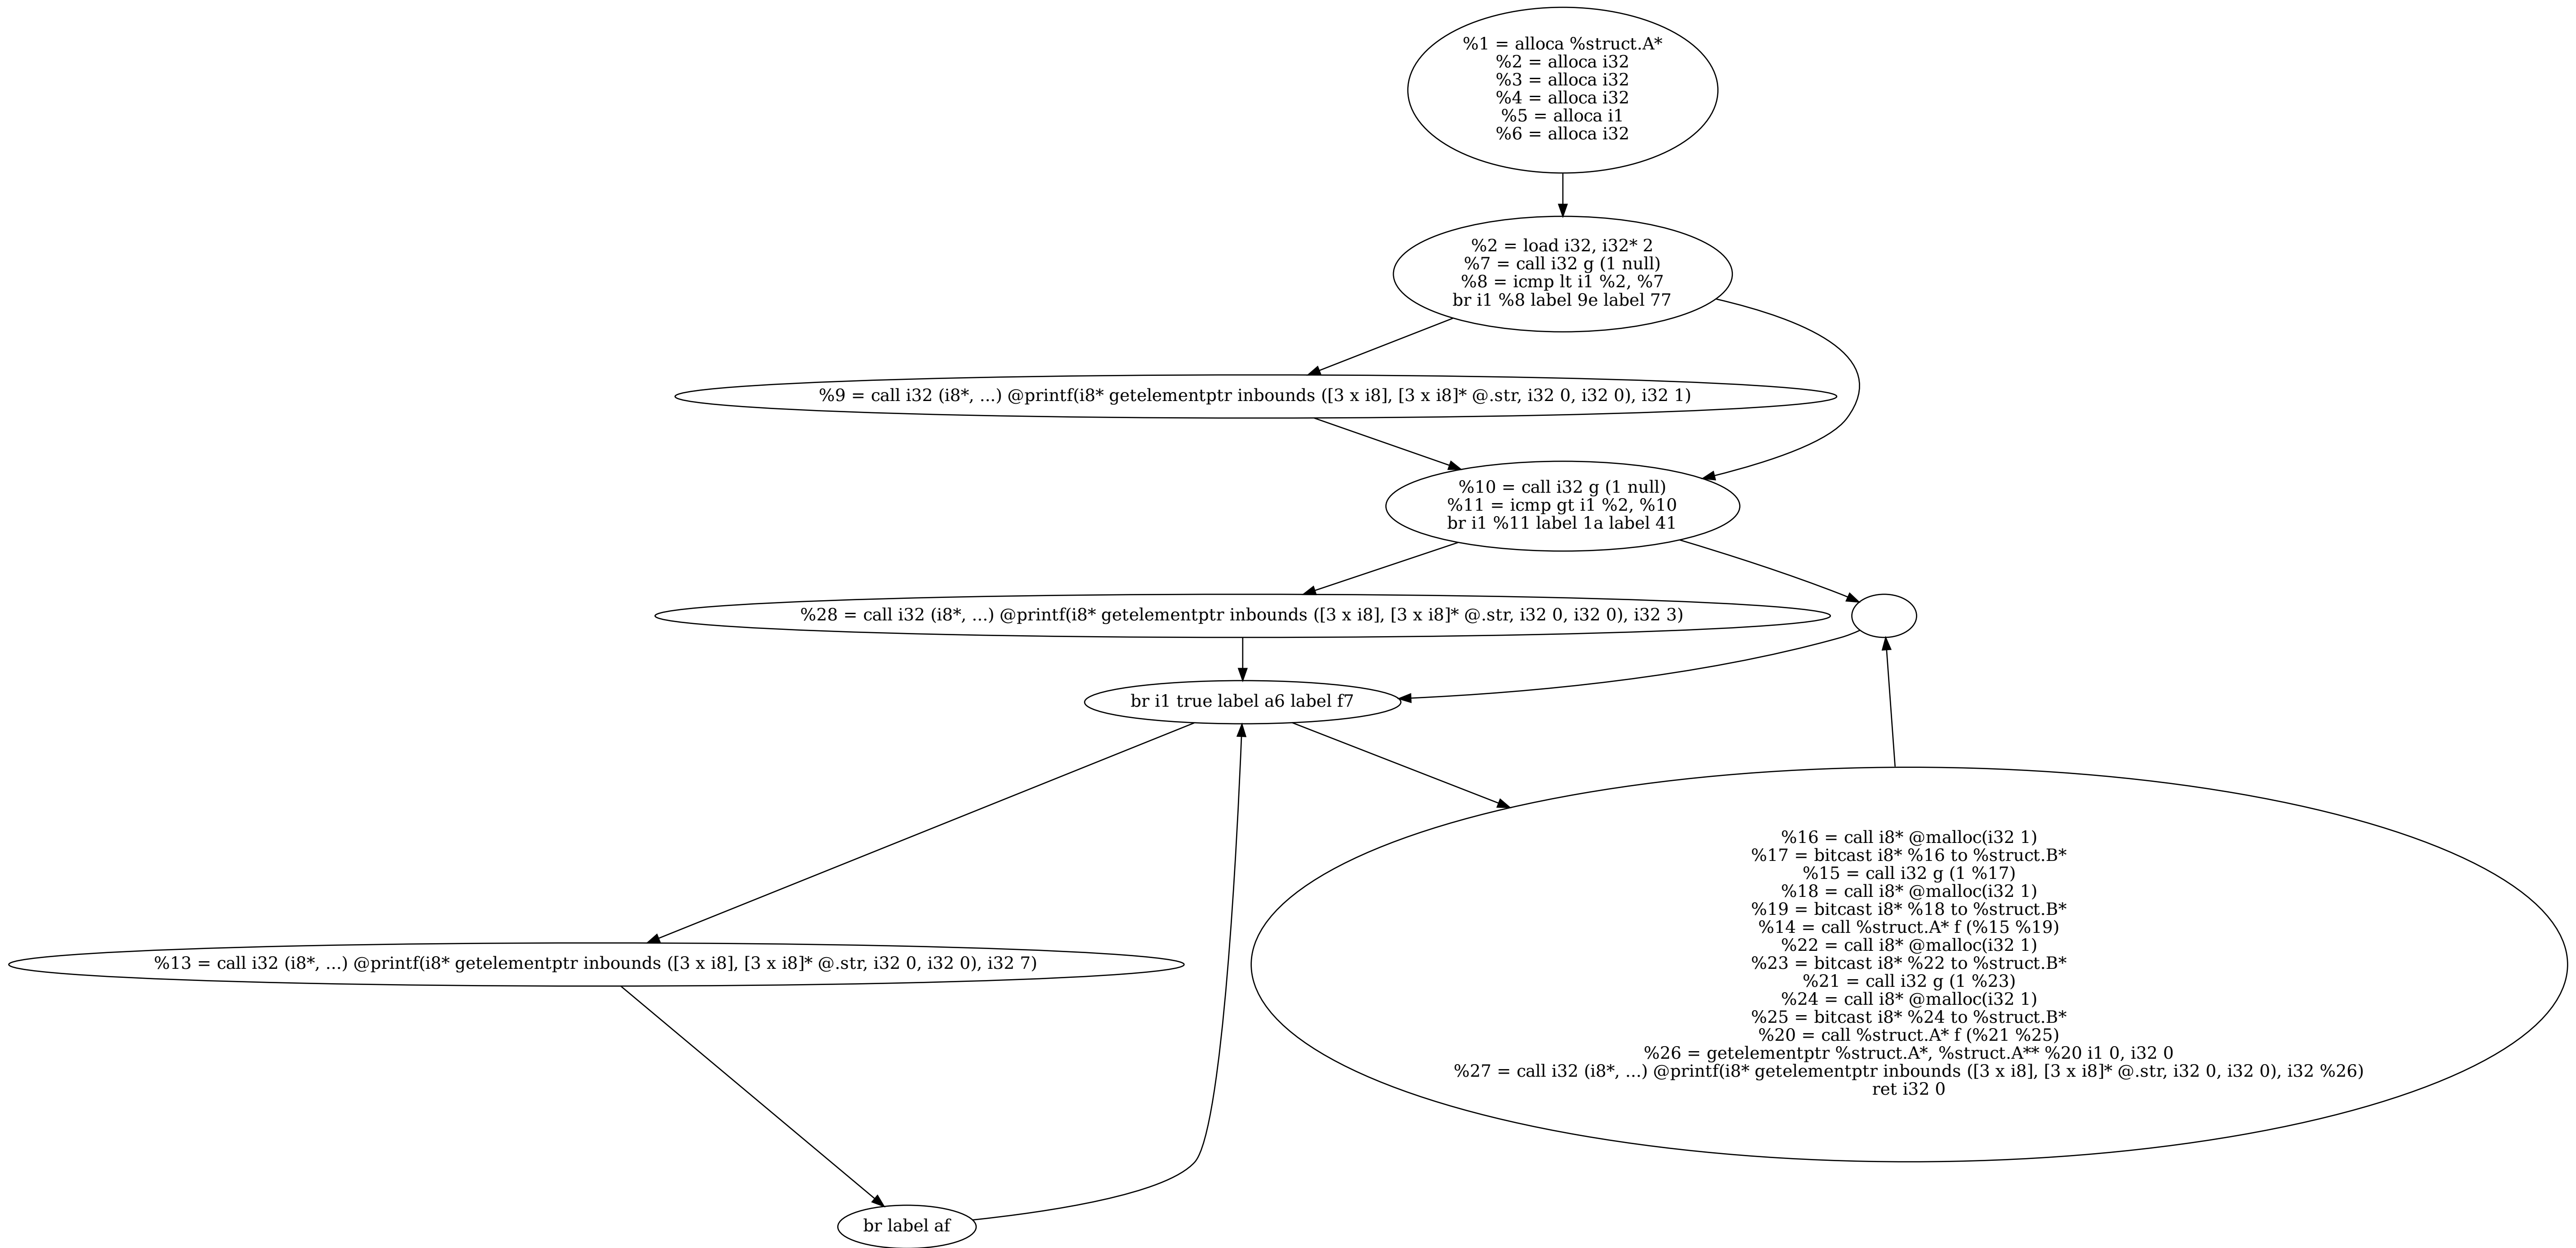 %1 = alloca %struct.A*
%2 = alloca i32
%3 = alloca i32
%4 = alloca i32
%5 = alloca i1
%6 = alloca i32
%2 = load i32, i32* 2
%7 = call i32 g (1 null)
%8 = icmp lt i1 %2, %7
br i1 %8 label 9e label 77
%9 = call i32 (i8*, ...) @printf(i8* getelementptr inbounds ([3 x i8], [3 x i8]* @.str, i32 0, i32 0), i32 1)
%10 = call i32 g (1 null)
%11 = icmp gt i1 %2, %10
br i1 %11 label 1a label 41
%28 = call i32 (i8*, ...) @printf(i8* getelementptr inbounds ([3 x i8], [3 x i8]* @.str, i32 0, i32 0), i32 3)
br i1 true label a6 label f7
%16 = call i8* @malloc(i32 1)
%17 = bitcast i8* %16 to %struct.B*
%15 = call i32 g (1 %17)
%18 = call i8* @malloc(i32 1)
%19 = bitcast i8* %18 to %struct.B*
%14 = call %struct.A* f (%15 %19)
%22 = call i8* @malloc(i32 1)
%23 = bitcast i8* %22 to %struct.B*
%21 = call i32 g (1 %23)
%24 = call i8* @malloc(i32 1)
%25 = bitcast i8* %24 to %struct.B*
%20 = call %struct.A* f (%21 %25)
%26 = getelementptr %struct.A*, %struct.A** %20 i1 0, i32 0
%27 = call i32 (i8*, ...) @printf(i8* getelementptr inbounds ([3 x i8], [3 x i8]* @.str, i32 0, i32 0), i32 %26)
ret i32 0
%13 = call i32 (i8*, ...) @printf(i8* getelementptr inbounds ([3 x i8], [3 x i8]* @.str, i32 0, i32 0), i32 7)
br label af